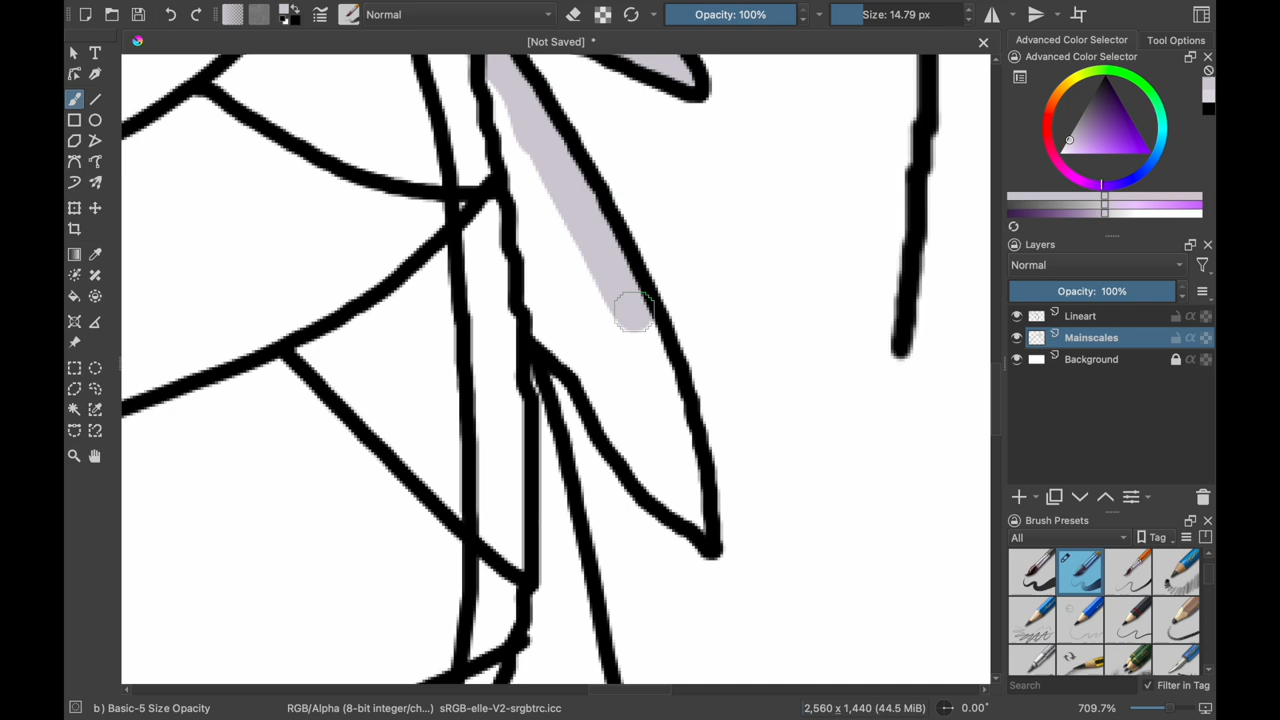 Normal
Opacity: 100%
Size: 14.79 px
[Not Saved] *
Advanced Color Selector
Tool Options
Advanced Color Selector
Layers
Normal
Opacity: 100%
Lineart
Mainscales
Background
Brush Presets
All
Tag
Search
Filter in Tag
b) Basic-5 Size Opacity
RGB/Alpha (8-bit integer/ch...) sRGB-elle-V2-srgbtrc.icc
2,560 x 1,440 (44.5 MiB)
0.00°
709.7%